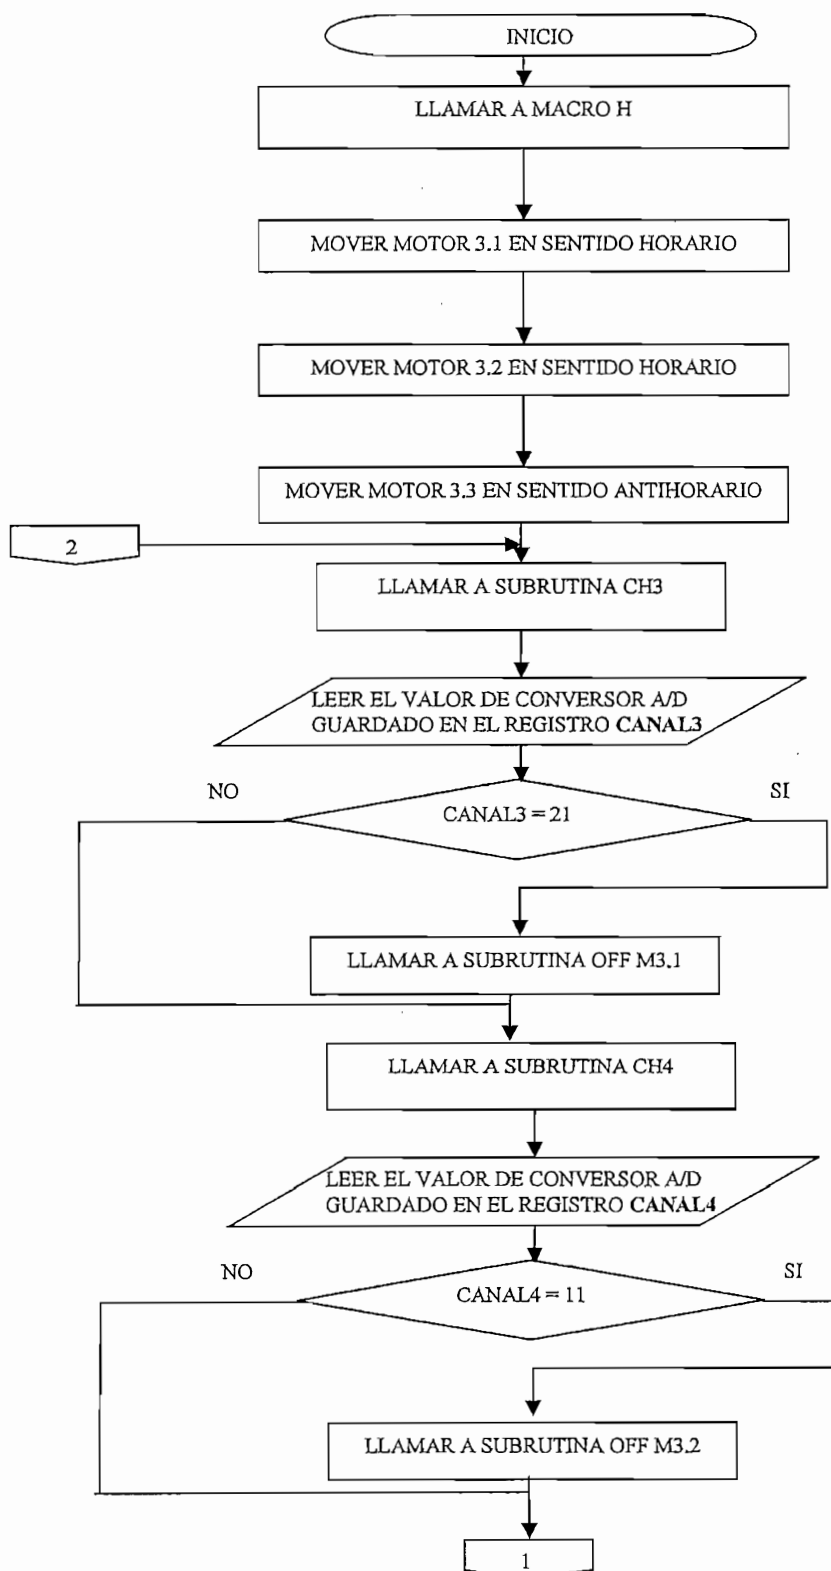 INICIO
LLAMAR A MACRO H
MOVER MOTOR 3.1 EN SENTIDO HORARIO
MOVER MOTOR 3.2 EN SENTIDO HORARIO
MOVER MOTOR 3.3 EN SENTIDO ANTIHORARIO
2
LLAMAR A SUBRUTINA CH3
LEER EL VALOR DE CONVERSOR A/D
GUARDADO EN EL REGISTRO CANAL3
NO
SI
CANAL3 = 21
LLAMAR A SUBRUTINA OFF M3.1
LLAMAR A SUBRUTINA CH4
LEER EL VALOR DE CONVERSOR A/D
GUARDADO EN EL REGISTRO CANAL4
NO
SI
CANAL4 = 11
LLAMAR A SUBRUTINA OFF M3.2
1